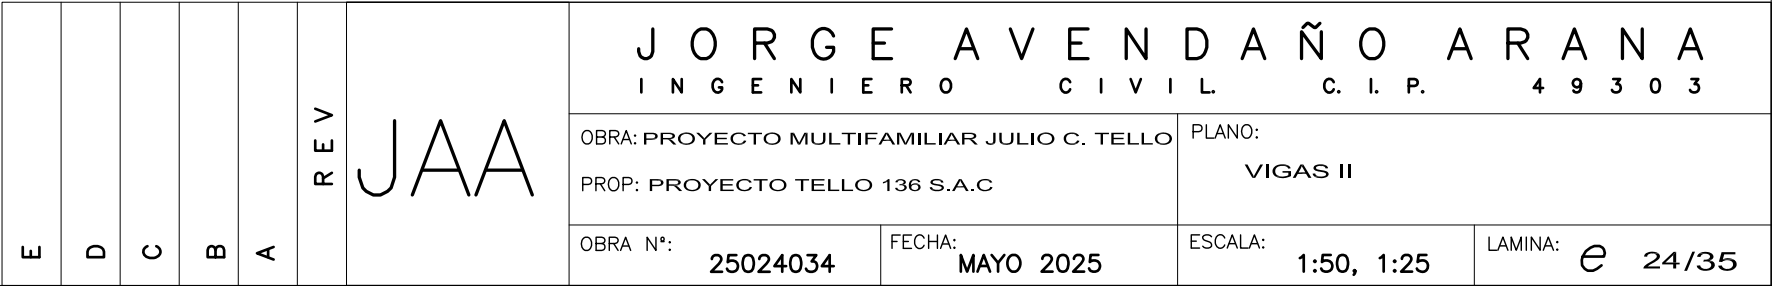 E D C B A
REV
JAA
JORGE AVENDAÑO ARANA
INGENIERO CIVIL. C. I. P. 49303
OBRA: PROYECTO MULTIFAMILIAR JULIO C. TELLO
PROP: PROYECTO TELLO 136 S.A.C
PLANO:
VIGAS II
OBRA Nº: 25024034
FECHA: MAYO 2025
ESCALA: 1:50, 1:25
LAMINA: e 24/35